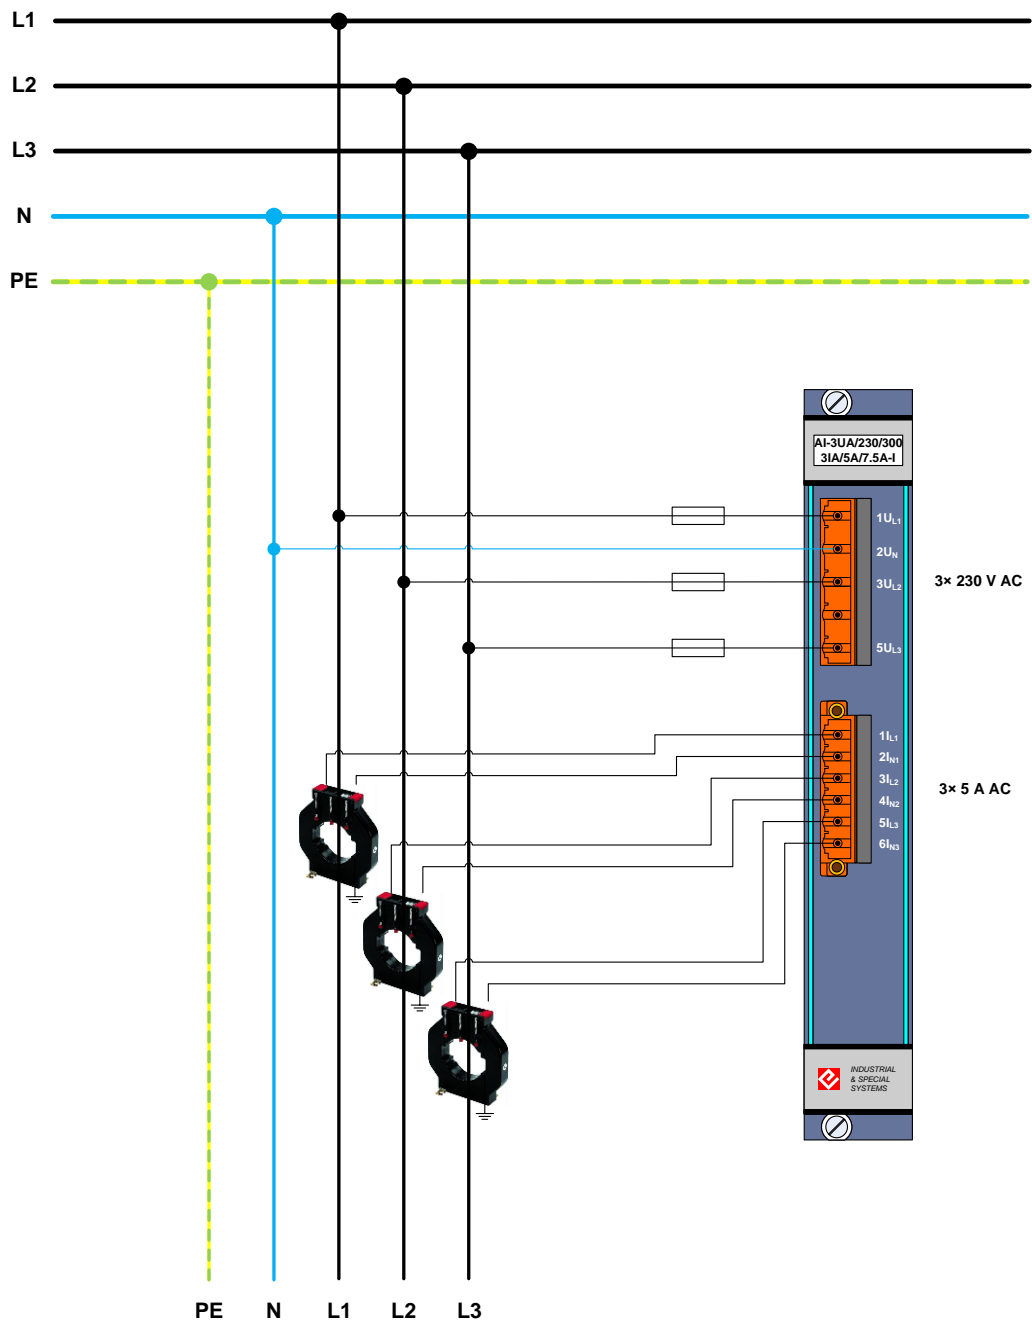 L1
L2
L3
N
PE
AI-3UA/230/300
3IA/5A/7.5A-I
1UL1
2UN
3UL2
5UL3
3× 230 V AC
1IL1
2IN1
3IL2
4IN2
5IL3
6IN3
3× 5 A AC
INDUSTRIAL
& SPECIAL
SYSTEMS
PE N L1 L2 L3